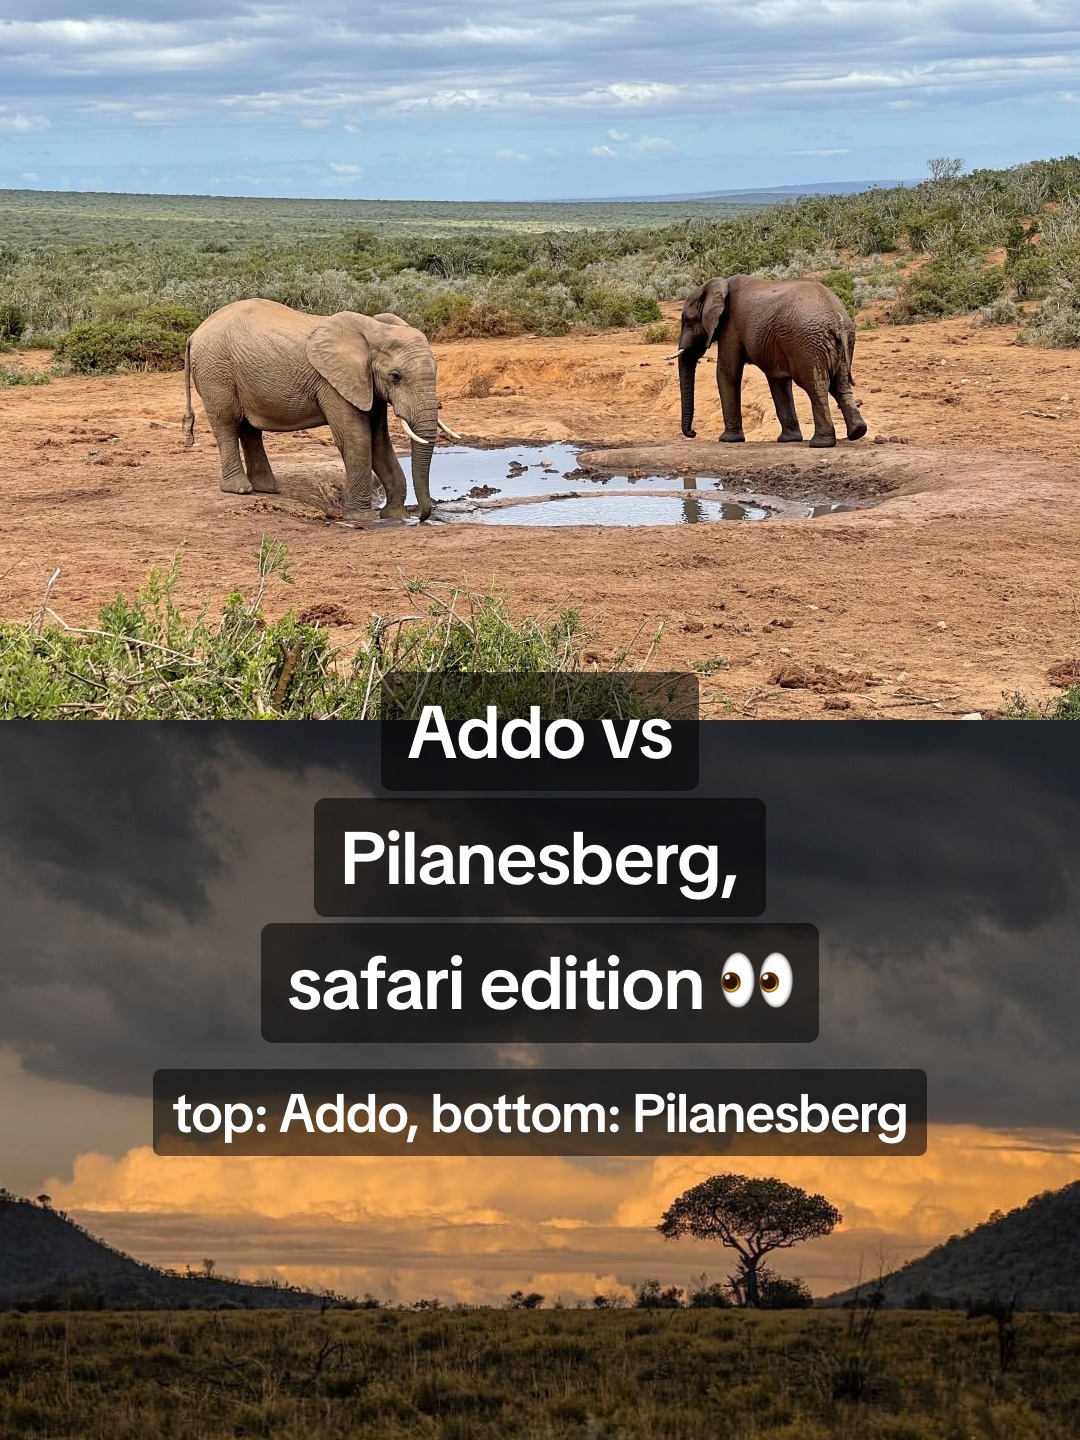 Addo vs
Pilanesberg,
safari edition 👀
top: Addo, bottom: Pilanesberg